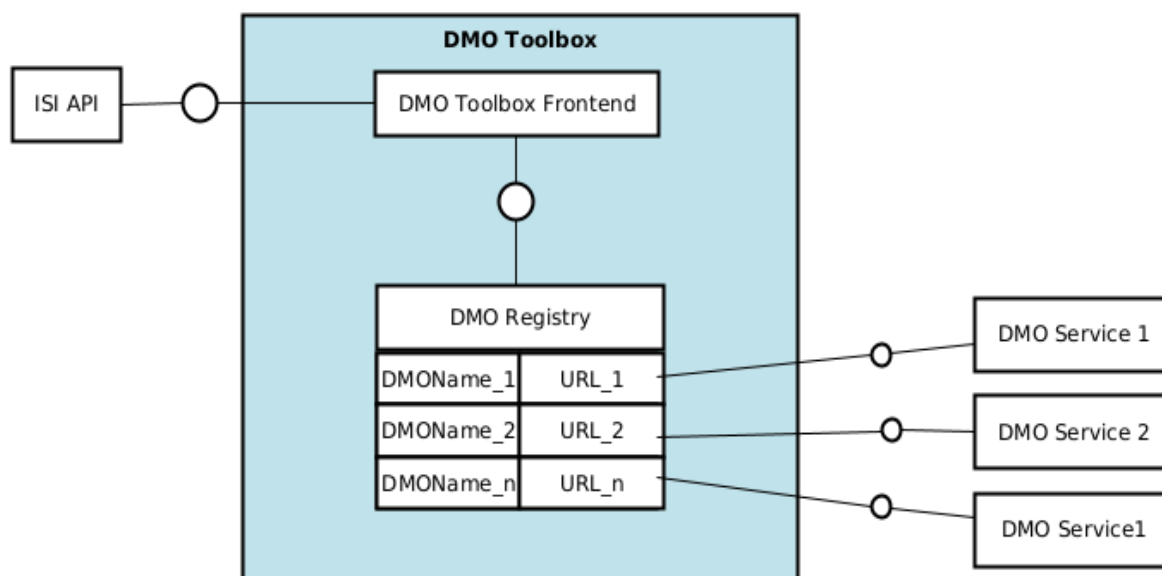 DMO Toolbox
ISI API
DMO Toolbox Frontend
DMO Registry
DMOName_1 URL_1
DMOName_2 URL_2
DMOName_n URL_n
DMO Service 1
DMO Service 2
DMO Service1